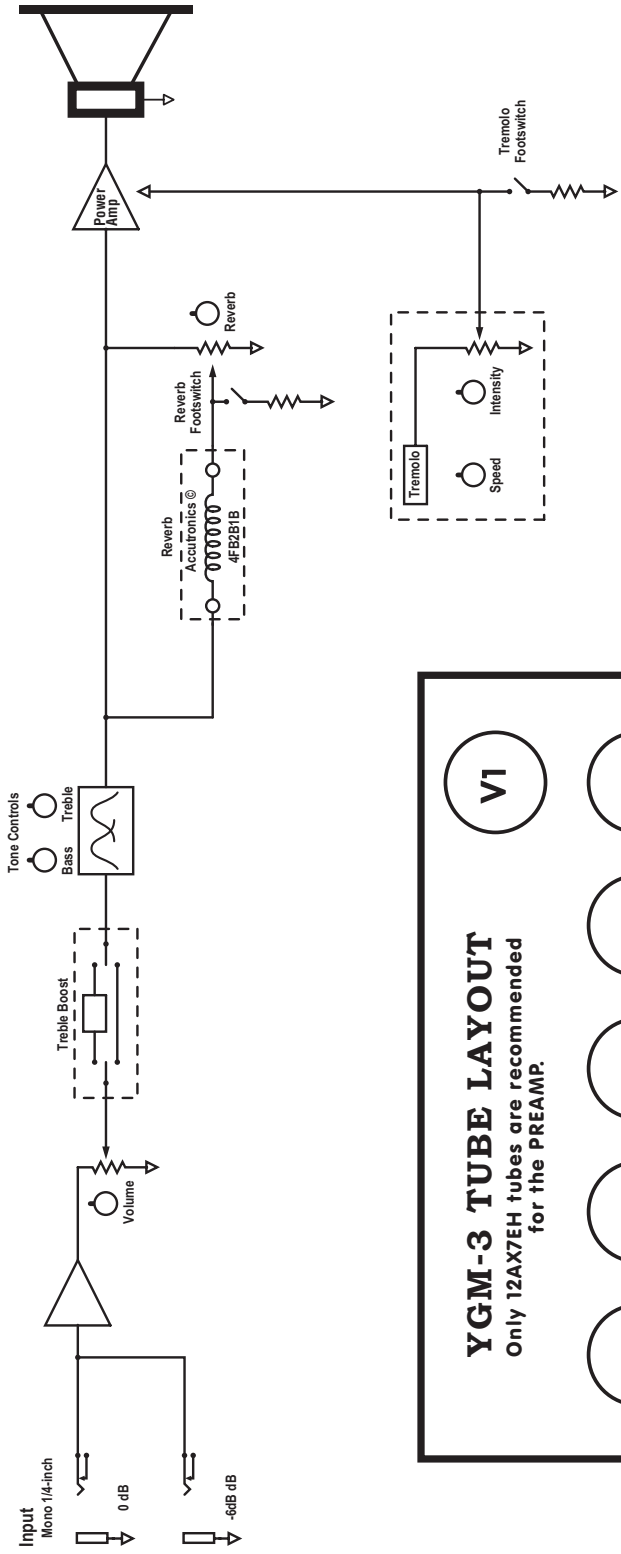 Input
Mono 1/4-inch
0 dB
-6dB dB
Volume
Treble Boost
Tone Controls
Bass
Treble
Reverb
Accutronics ©
4FB2B1B
Reverb
Footswitch
Reverb
Power
Amp
Tremolo
Speed
Intensity
Tremolo
Footswitch
YGM-3 TUBE LAYOUT
Only 12AX7EH tubes are recommended
for the PREAMP.
V1